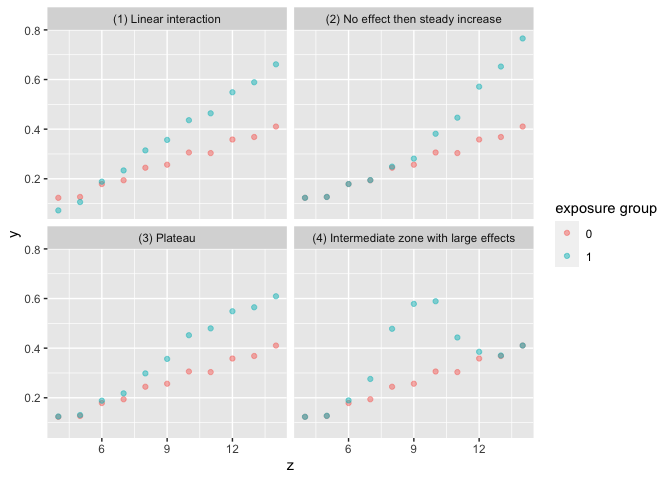 (1) Linear interaction
(2) No effect then steady increase
0.8
0.6
0.4
0.2
y
(3) Plateau
(4) Intermediate zone with large effects
0.8
0.6
0.4
0.2
6
9
12
6
9
12
z
exposure group
0
1